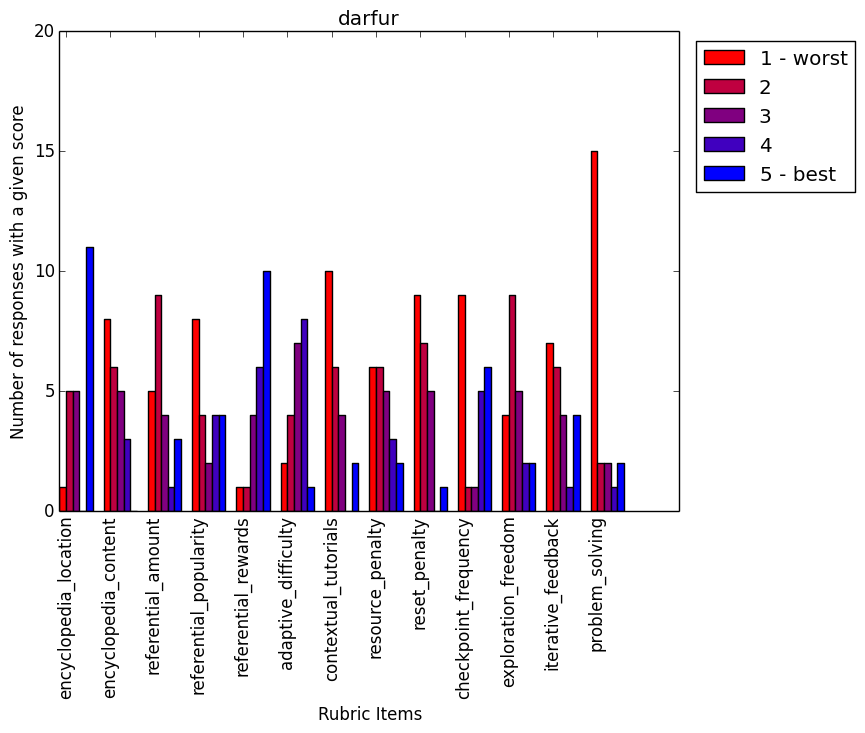 darfur
20
15
10
5
0
Number of responses with a given score
encyclopedia_location
encyclopedia_content
referential_amount
referential_popularity
referential_rewards
adaptive_difficulty
contextual_tutorials
resource_penalty
reset_penalty
checkpoint_frequency
exploration_freedom
iterative_feedback
problem_solving
Rubric Items
1 - worst
2
3
4
5 - best